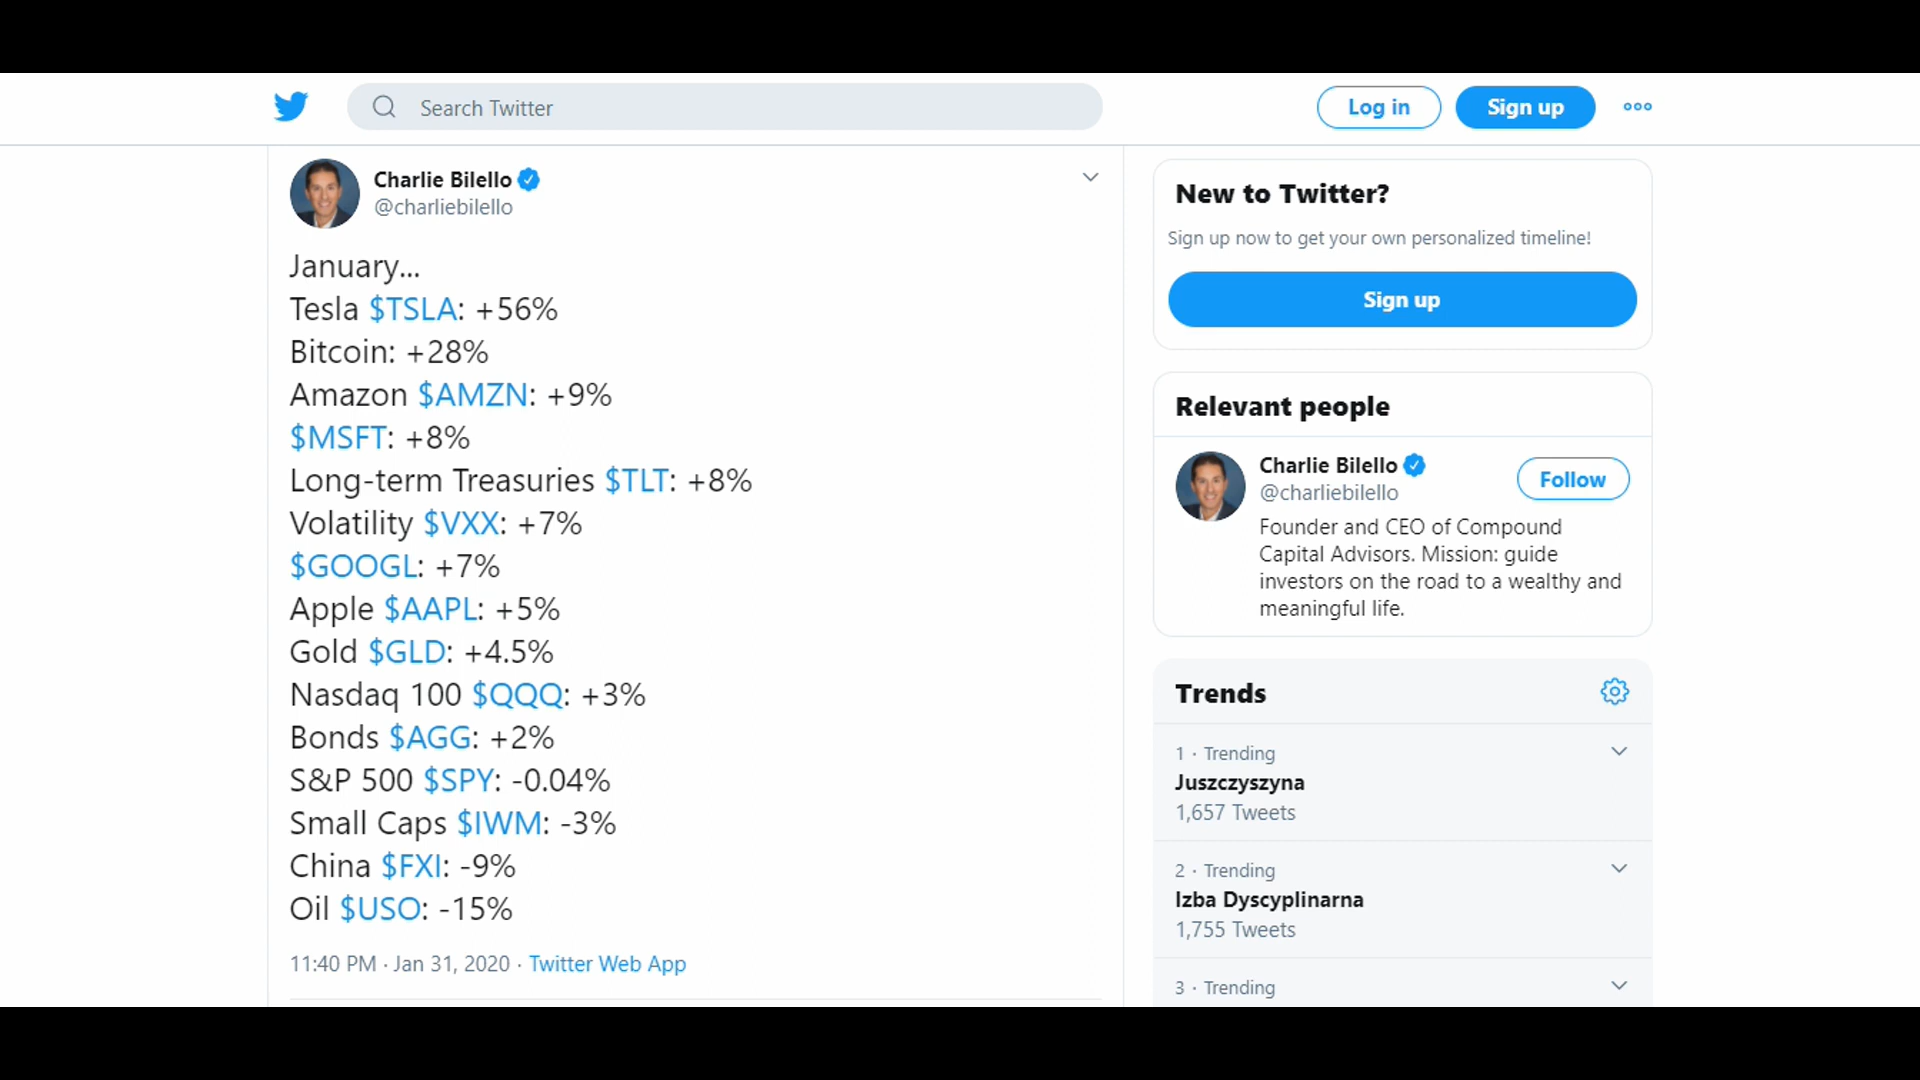 Search Twitter
Log in
Sign up
Charlie Bilello
@charliebilello
January...
Tesla $TSLA: +56%
Bitcoin: +28%
Amazon $AMZN: +9%
$MSFT: +8%
Long-term Treasuries $TLT: +8%
Volatility $VXX: +7%
$GOOGL: +7%
Apple $AAPL: +5%
Gold $GLD: +4.5%
Nasdaq 100 $QQQ: +3%
Bonds $AGG: +2%
S&P 500 $SPY: -0.04%
Small Caps $IWM: -3%
China $FXI: -9%
Oil $USO: -15%
11:40 PM · Jan 31, 2020 · Twitter Web App
New to Twitter?
Sign up now to get your own personalized timeline!
Sign up
Relevant people
Charlie Bilello
@charliebilello
Follow
Founder and CEO of Compound
Capital Advisors. Mission: guide
investors on the road to a wealthy and
meaningful life.
Trends
1 · Trending
Juszczyszyna
1,657 Tweets
2 · Trending
Izba Dyscyplinarna
1,755 Tweets
3 · Trending